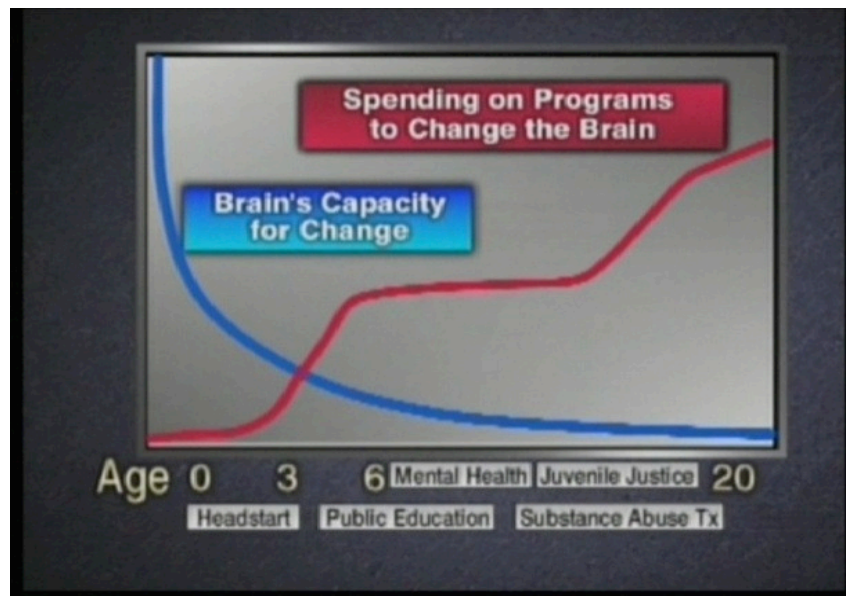 Spending on Programs
to Change the Brain
Brain's Capacity
for Change
Age 0 3 6 Mental Health Juvenile Justice 20
Headstart Public Education Substance Abuse Tx